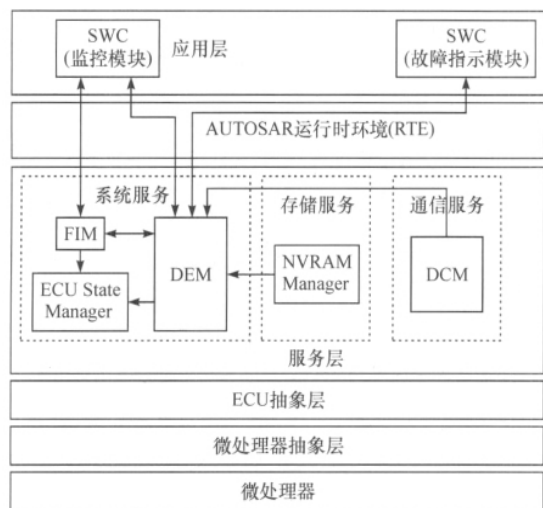 SWC
(监控模块)
应用层
SWC
(故障指示模块)
AUTOSAR运行时环境(RTE)
系统服务
存储服务
通信服务
FIM
DEM
NVRAM
Manager
DCM
ECU State
Manager
服务层
ECU抽象层
微处理器抽象层
微处理器